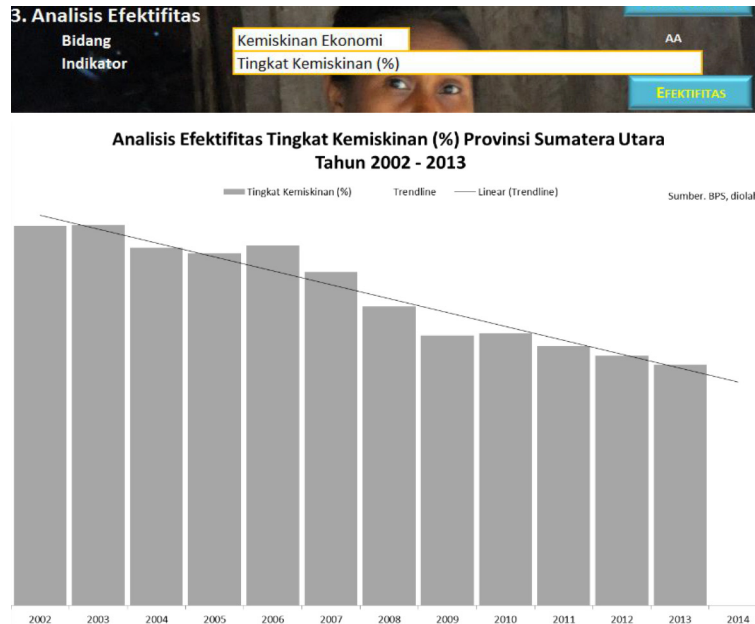 3. Analisis Efektifitas
Bidang
Kemiskinan Ekonomi
AA
Indikator
Tingkat Kemiskinan (%)
EFEKTIFITAS
Analisis Efektifitas Tingkat Kemiskinan (%) Provinsi Sumatera Utara
Tahun 2002 - 2013
Tingkat Kemiskinan (%) Trendline Linear (Trendline)
Sumber. BPS, diolah
2002 2003 2004 2005 2006 2007 2008 2009 2010 2011 2012 2013 2014